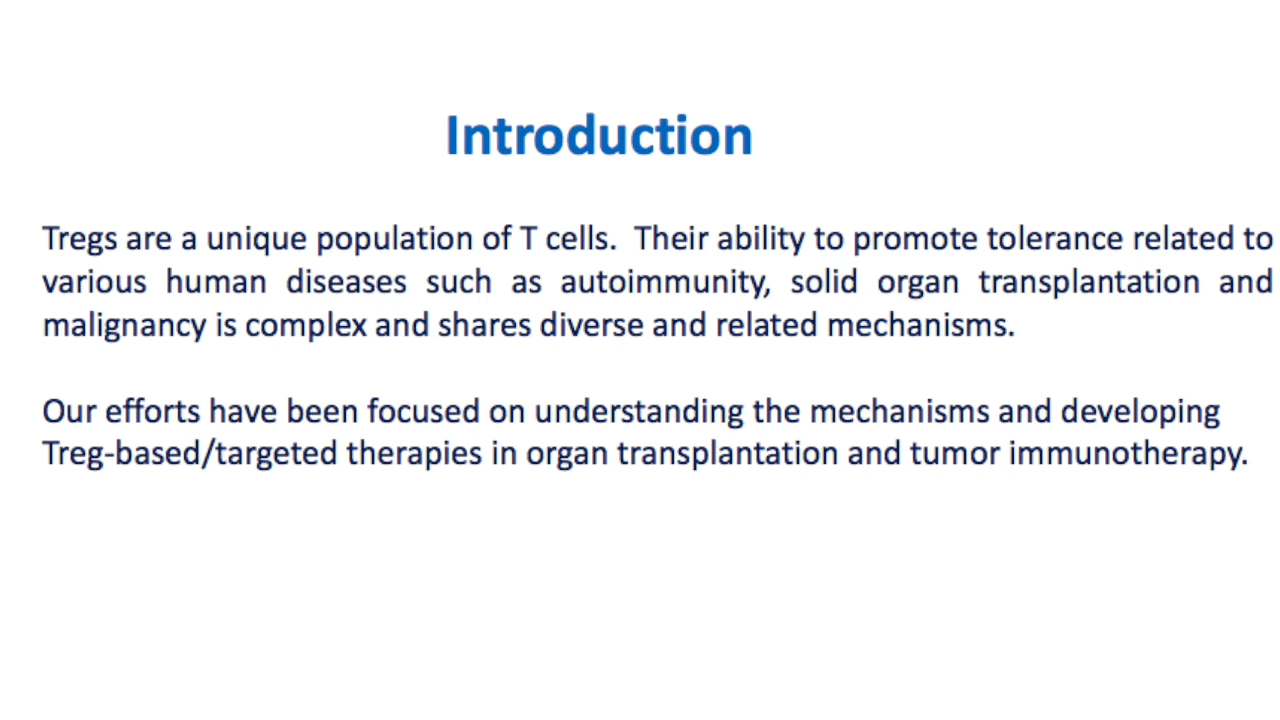 Introduction
Tregs are a unique population of T cells.  Their ability to promote tolerance related to
various human diseases such as autoimmunity, solid organ transplantation and
malignancy is complex and shares diverse and related mechanisms.
Our efforts have been focused on understanding the mechanisms and developing
Treg-based/targeted therapies in organ transplantation and tumor immunotherapy.